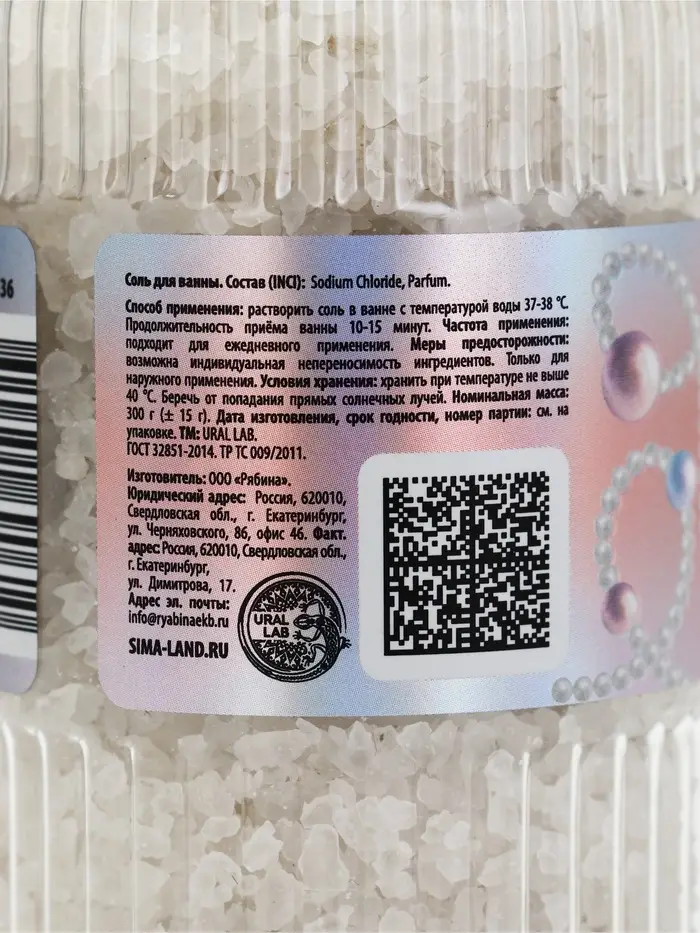 36
Соль для ванны. Состав (INCI): Sodium Chloride, Parfum.
Способ применения: растворить соль в ванне с температурой воды 37-38 °C.
Продолжительность приёма ванны 10-15 минут. Частота применения:
подходит для ежедневного применения. Меры предосторожности:
возможна индивидуальная непереносимость ингредиентов. Только для
наружного применения. Условия хранения: хранить при температуре не выше
40 °C. Беречь от попадания прямых солнечных лучей. Номинальная масса:
300 г (± 15 г). Дата изготовления, срок годности, номер партии: см. на
упаковке. ТМ: URAL LAB.
ГОСТ 32851-2014. ТР ТС 009/2011.
Изготовитель: ООО «Рябина».
Юридический адрес: Россия, 620010,
Свердловская обл., г. Екатеринбург,
ул. Черняховского, 86, офис 46. Факт.
адрес: Россия, 620010, Свердловская обл.,
г. Екатеринбург,
ул. Димитрова, 17.
Адрес эл. почты:
info@ryabinaekb.ru
SIMA-LAND.RU
URAL
LAB